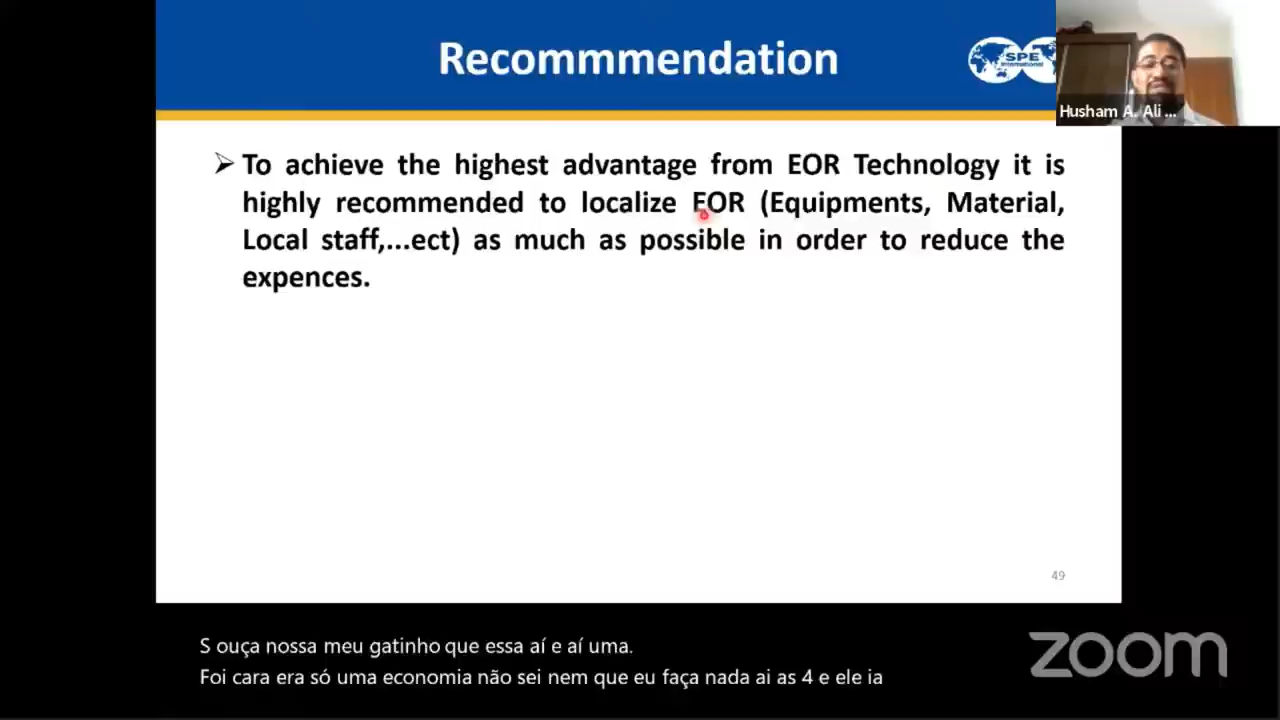 Recommmendation
SPE
International
Husham A. Ali ...
➢ To achieve the highest advantage from EOR Technology it is
highly recommended to localize EOR (Equipments, Material,
Local staff,...ect) as much as possible in order to reduce the
expences.
49
S ouça nossa meu gatinho que essa aí e aí uma.
Foi cara era só uma economia não sei nem que eu faça nada ai as 4 e ele ia
zoom